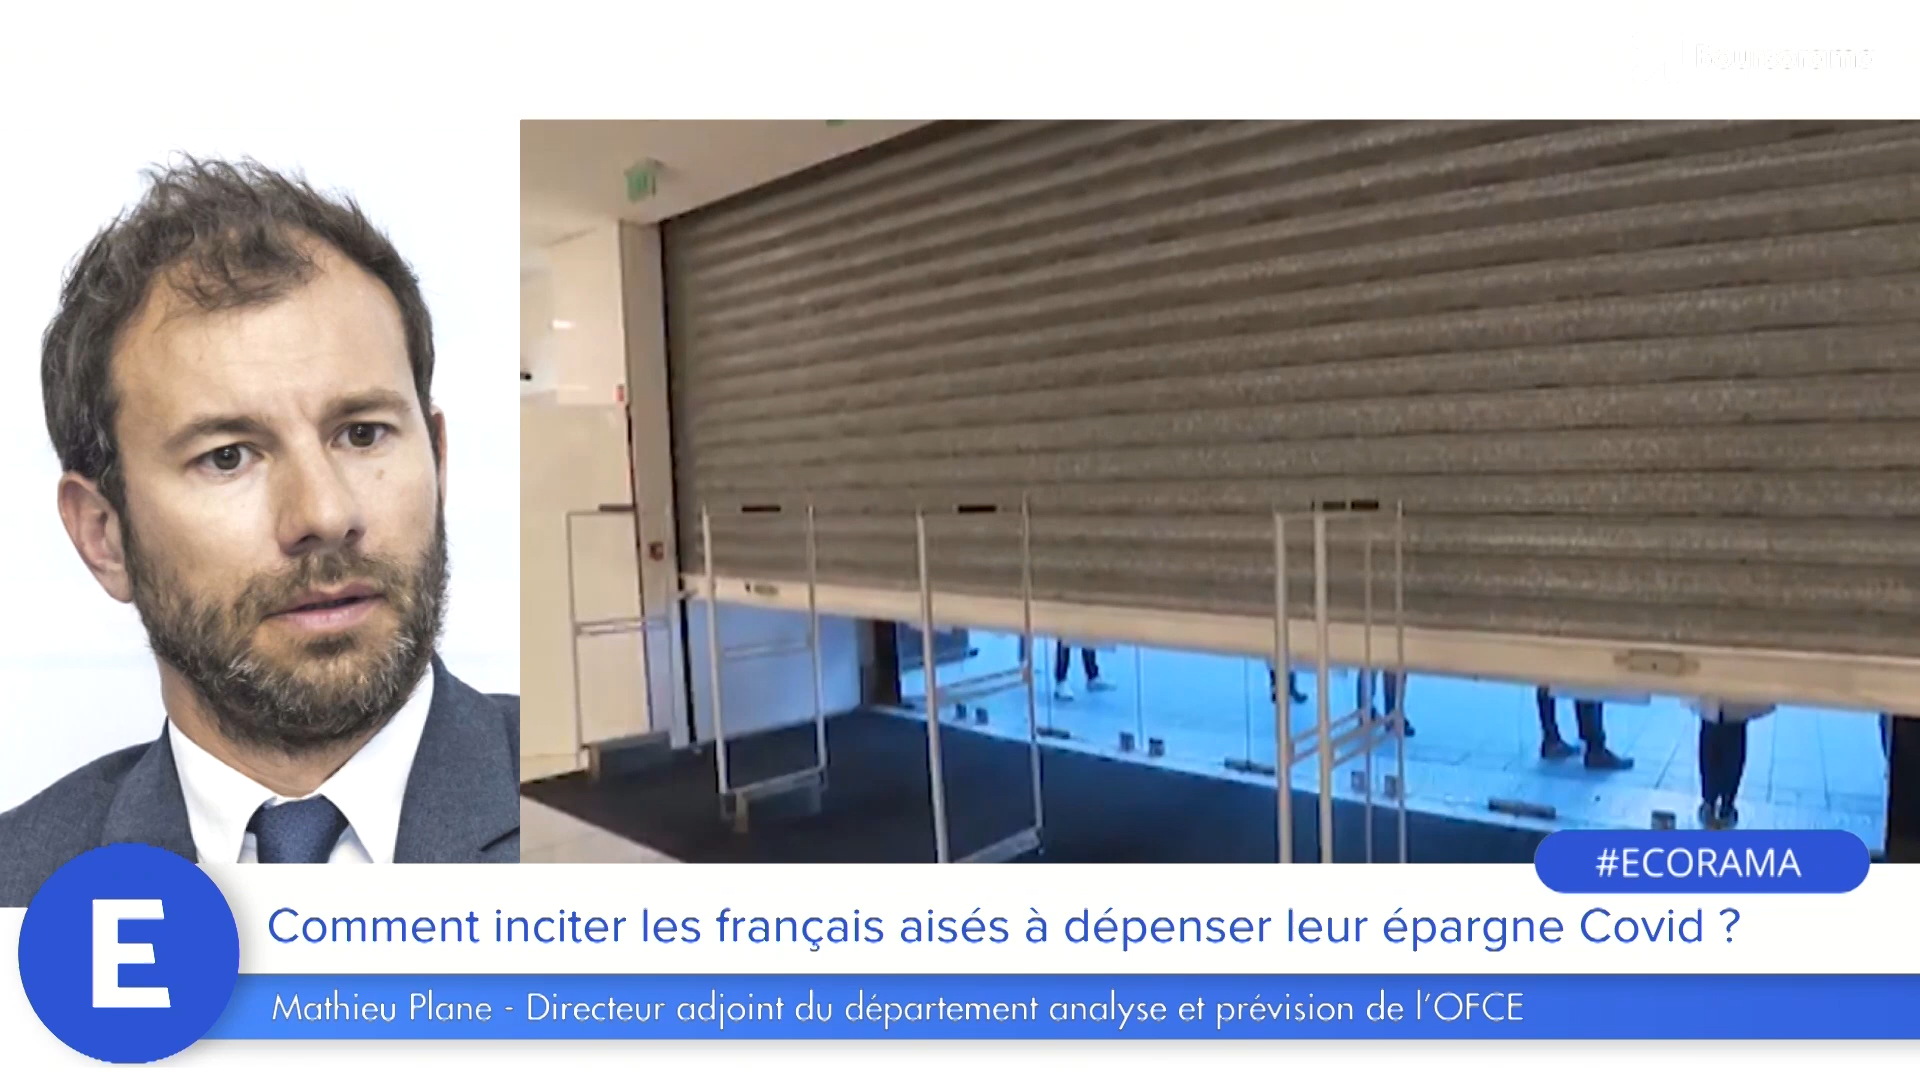 Boursorama
#ECORAMA
Comment inciter les français aisés à dépenser leur épargne Covid ?
E
Mathieu Plane - Directeur adjoint du département analyse et prévision de l'OFCE